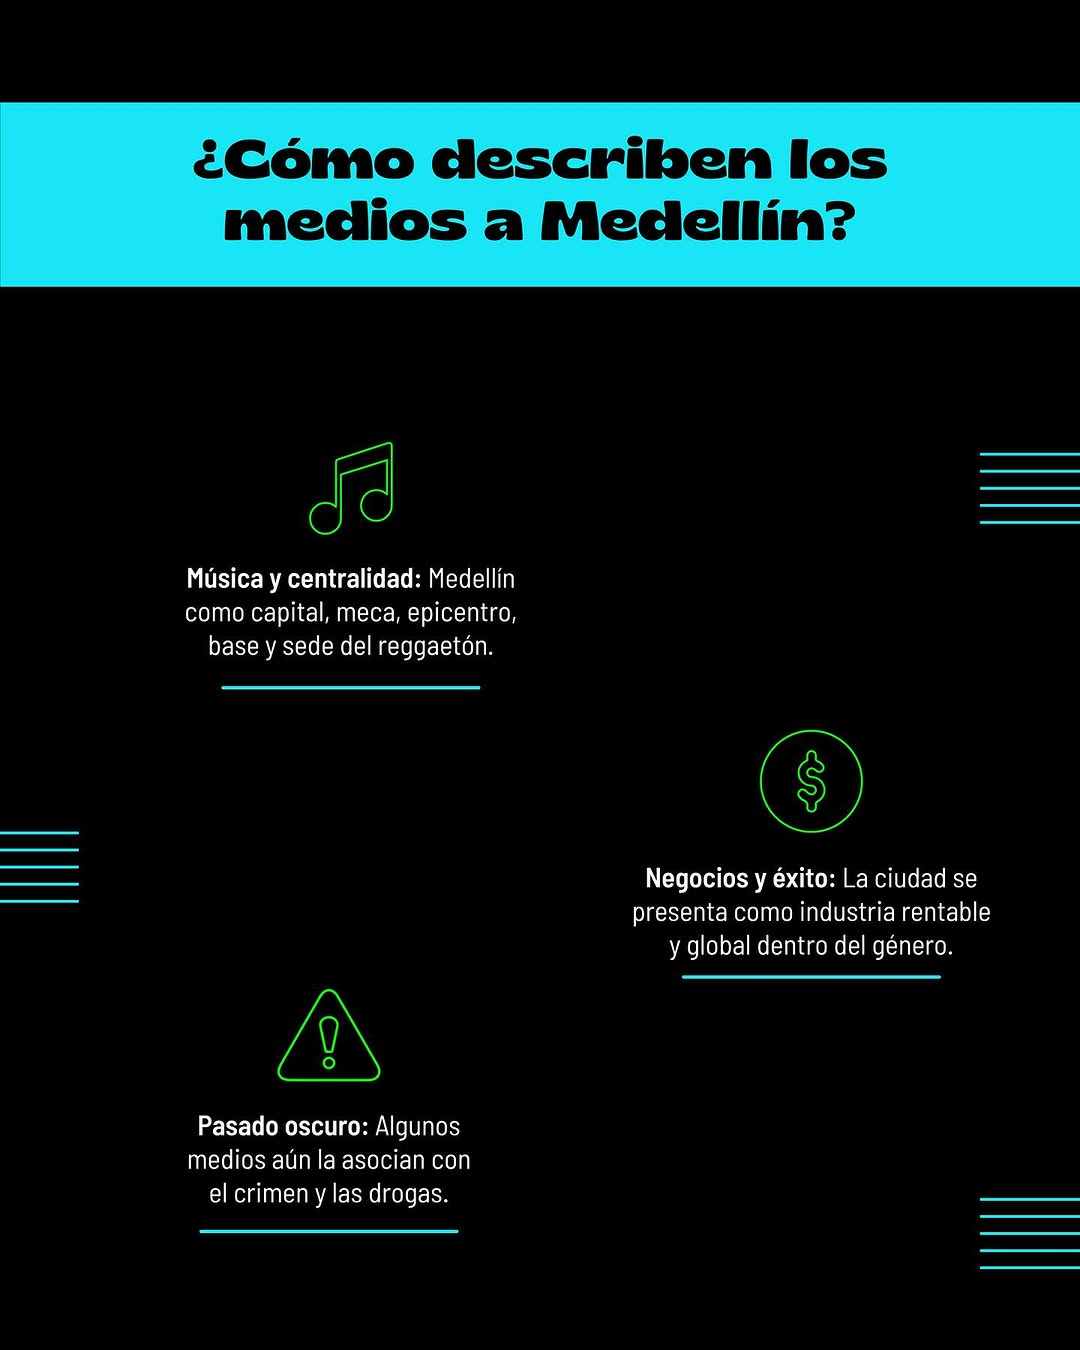 ¿Cómo describen los
medios a Medellín?
Música y centralidad: Medellín
como capital, meca, epicentro,
base y sede del reggaetón.
Negocios y éxito: La ciudad se
presenta como industria rentable
y global dentro del género.
Pasado oscuro: Algunos
medios aún la asocian con
el crimen y las drogas.